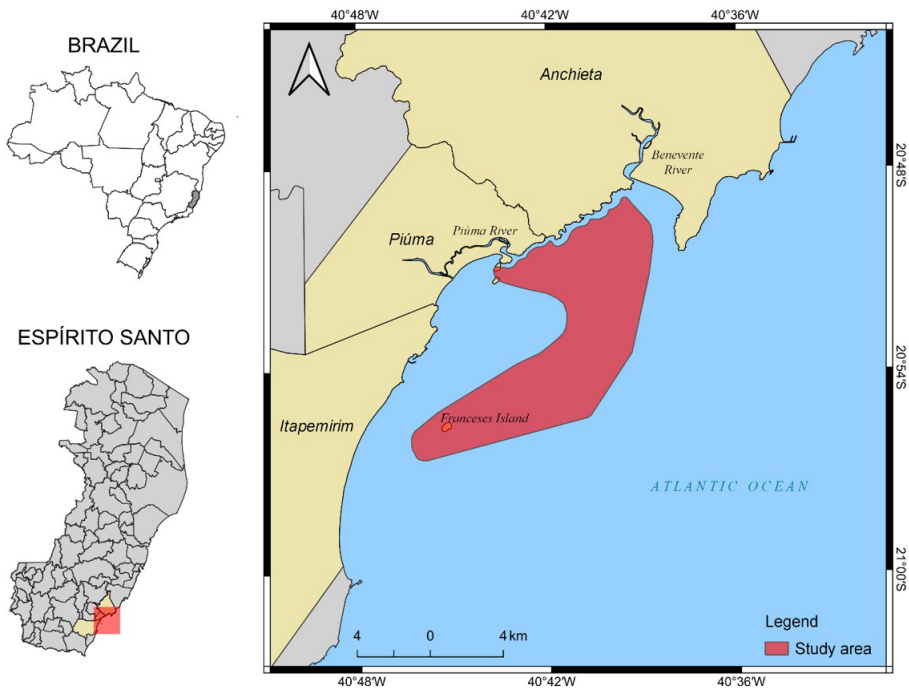 BRAZIL
ESPÍRITO SANTO
40°48'W
40°42'W
40°36'W
Anchieta
Benevente
River
20°48'S
Piúma River
Piúma
20°54'S
Franceses Island
Itapemirim
ATLANTIC OCEAN
21°00'S
Legend
Study area
4 0 4 km
40°48'W
40°42'W
40°36'W